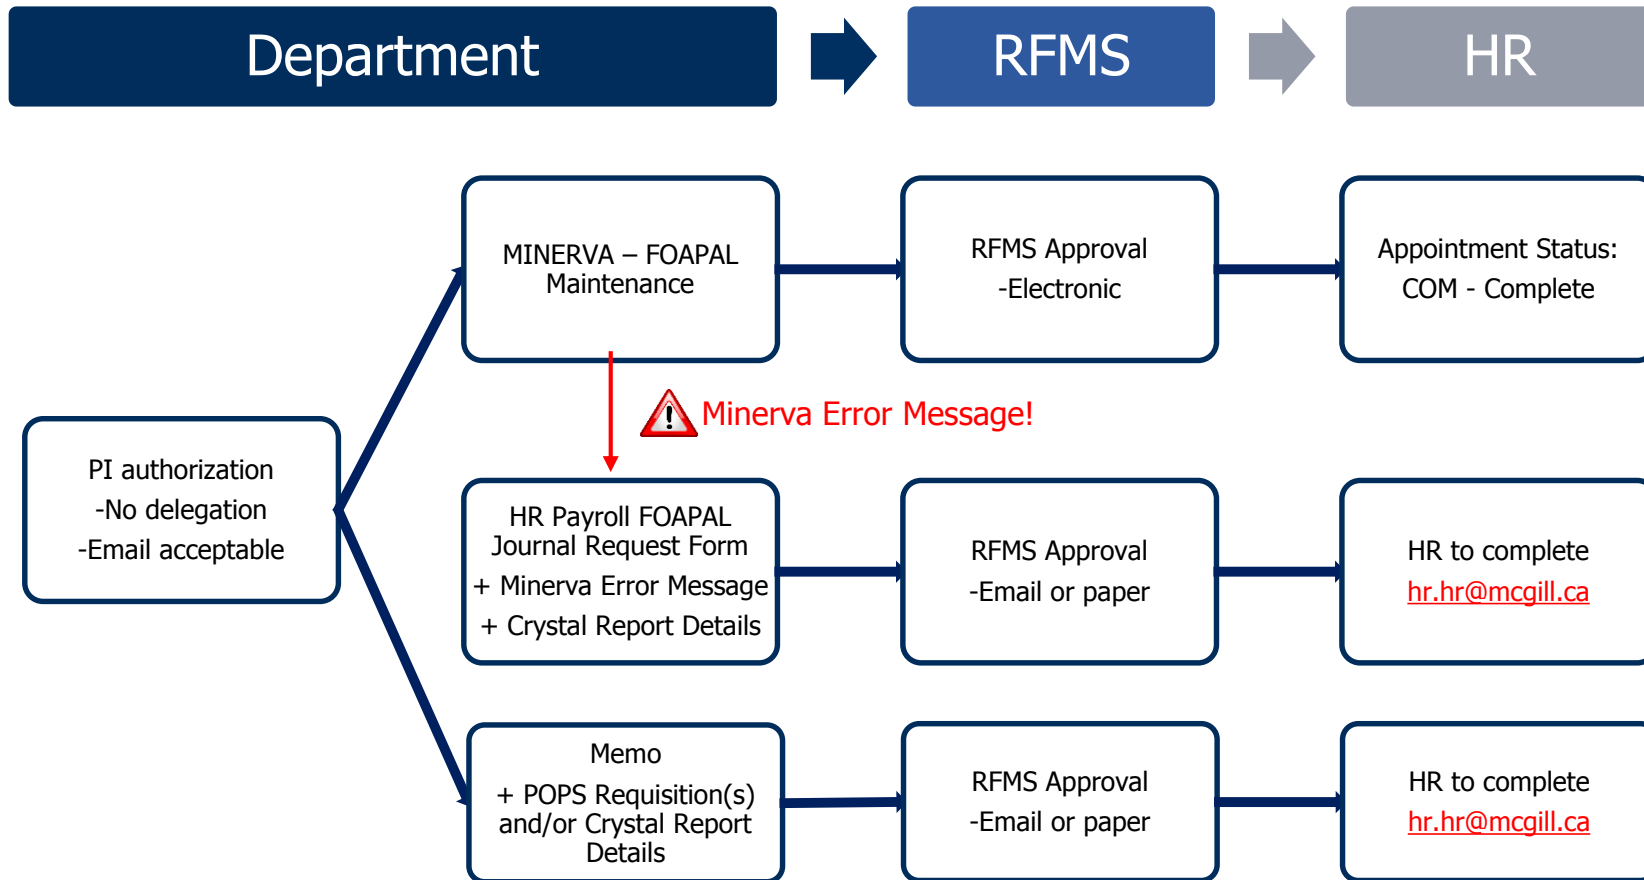 Department
RFMS
HR
MINERVA – FOAPAL
Maintenance
RFMS Approval
-Electronic
Appointment Status:
COM - Complete
Minerva Error Message!
PI authorization
-No delegation
-Email acceptable
HR Payroll FOAPAL
Journal Request Form
+ Minerva Error Message
+ Crystal Report Details
RFMS Approval
-Email or paper
HR to complete
hr.hr@mcgill.ca
Memo
+ POPS Requisition(s)
and/or Crystal Report
Details
RFMS Approval
-Email or paper
HR to complete
hr.hr@mcgill.ca